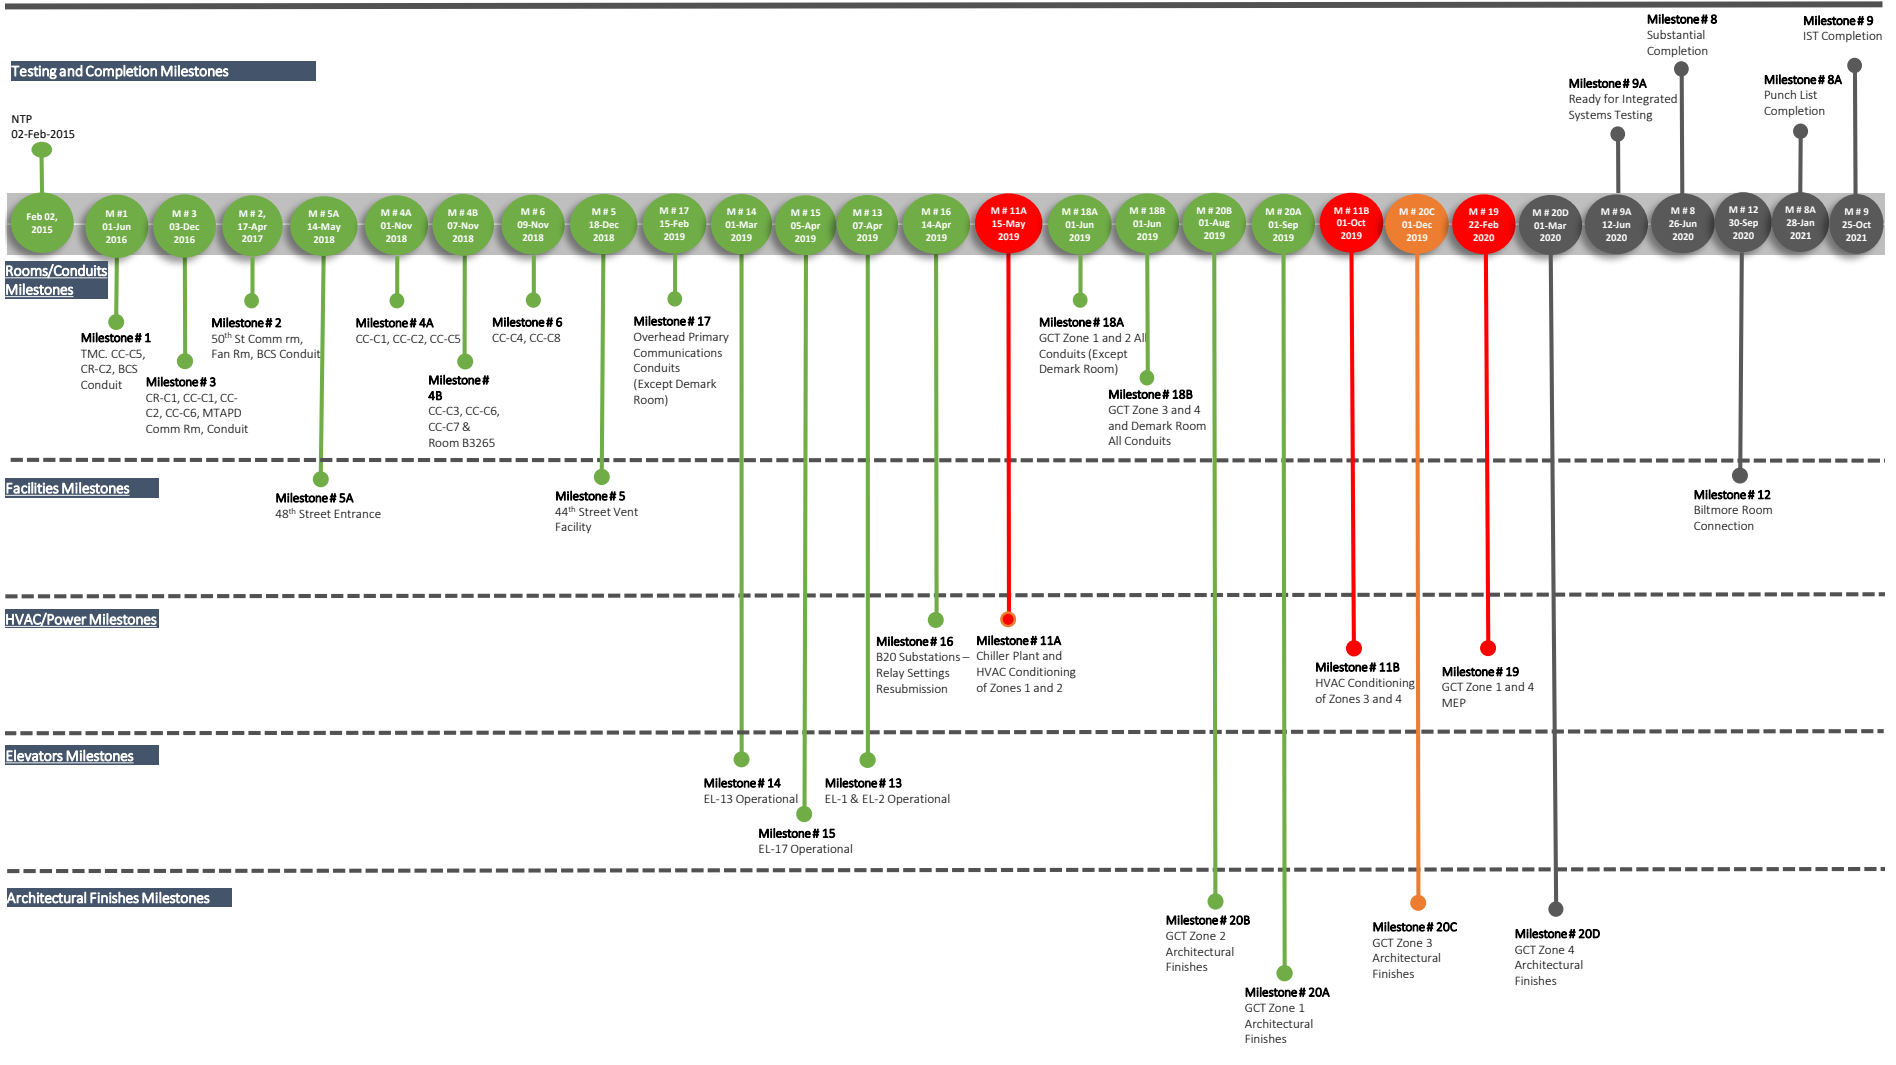 Milestone # 8
Substantial
Completion
Milestone # 9
IST Completion
Testing and Completion Milestones
Milestone # 9A
Ready for Integrated
Systems Testing
Milestone # 8A
Punch List
Completion
NTP
02-Feb-2015
Feb 02,
2015
M #1
01-Jun
2016
M # 3
03-Dec
2016
M # 2,
17-Apr
2017
M # 5A
14-May
2018
M # 4A
01-Nov
2018
M # 4B
07-Nov
2018
M # 6
09-Nov
2018
M # 5
18-Dec
2018
M # 17
15-Feb
2019
M # 14
01-Mar
2019
M # 15
05-Apr
2019
M # 13
07-Apr
2019
M # 16
14-Apr
2019
M # 11A
15-May
2019
M # 18A
01-Jun
2019
M # 18B
01-Jun
2019
M # 20B
01-Aug
2019
M # 20A
01-Sep
2019
M # 11B
01-Oct
2019
M # 20C
01-Dec
2019
M # 19
22-Feb
2020
M # 20D
01-Mar
2020
M # 9A
12-Jun
2020
M # 8
26-Jun
2020
M # 12
30-Sep
2020
M # 8A
28-Jan
2021
M # 9
25-Oct
2021
Rooms/Conduits
Milestones
Milestone # 1
TMC. CC-C5,
CR-C2, BCS
Conduit
Milestone # 3
CR-C1, CC-C1, CC-
C2, CC-C6, MTAPD
Comm Rm, Conduit
Milestone # 2
50th St Comm rm,
Fan Rm, BCS Conduit
Milestone # 4A
CC-C1, CC-C2, CC-C5
Milestone #
4B
CC-C3, CC-C6,
CC-C7 &
Room B3265
Milestone # 6
CC-C4, CC-C8
Milestone # 17
Overhead Primary
Communications
Conduits
(Except Demark
Room)
Milestone # 18A
GCT Zone 1 and 2 All
Conduits (Except
Demark Room)
Milestone # 18B
GCT Zone 3 and 4
and Demark Room
All Conduits
Facilities Milestones
Milestone # 5A
48th Street Entrance
Milestone # 5
44th Street Vent
Facility
Milestone # 12
Biltmore Room
Connection
HVAC/Power Milestones
Milestone # 16
B20 Substations –
Relay Settings
Resubmission
Milestone # 11A
Chiller Plant and
HVAC Conditioning
of Zones 1 and 2
Milestone # 11B
HVAC Conditioning
of Zones 3 and 4
Milestone # 19
GCT Zone 1 and 4
MEP
Elevators Milestones
Milestone # 14
EL-13 Operational
Milestone # 13
EL-1 & EL-2 Operational
Milestone # 15
EL-17 Operational
Architectural Finishes Milestones
Milestone # 20B
GCT Zone 2
Architectural
Finishes
Milestone # 20A
GCT Zone 1
Architectural
Finishes
Milestone # 20C
GCT Zone 3
Architectural
Finishes
Milestone # 20D
GCT Zone 4
Architectural
Finishes